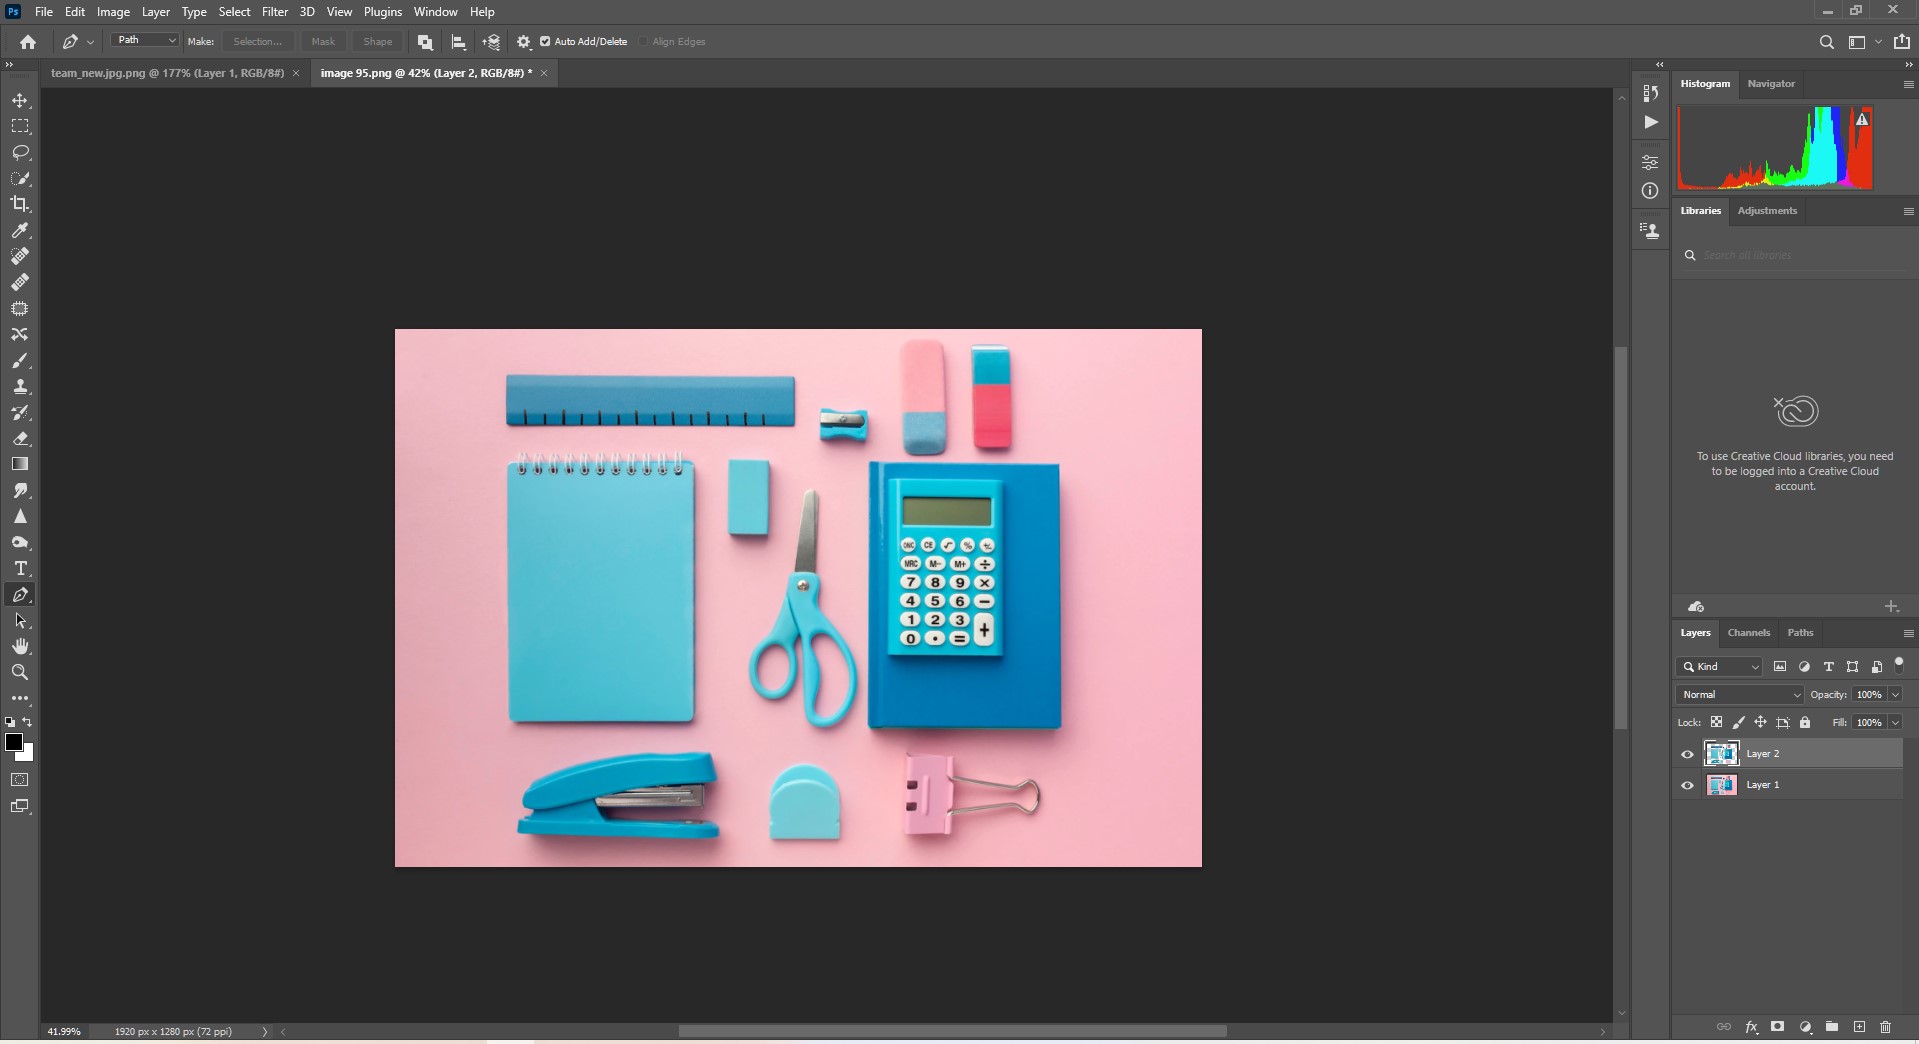 Ps File Edit Image Layer Type Select Filter 3D View Plugins Window Help
Path Make: Selection... Mask Shape Auto Add/Delete Align Edges
team_new.jpg.png @ 177% (Layer 1, RGB/8#) × image 95.png @ 42% (Layer 2, RGB/8#) * ×
Histogram Navigator
Libraries Adjustments
Search all libraries
To use Creative Cloud libraries, you need
to be logged into a Creative Cloud
account.
ONC CE √ % +/-
MRC M− M+ ÷
7 8 9 ×
4 5 6 −
1 2 3 +
0 • =
Layers Channels Paths
Kind
Normal Opacity: 100%
Lock: Fill: 100%
Layer 2
Layer 1
41.99% 1920 px x 1280 px (72 ppi)